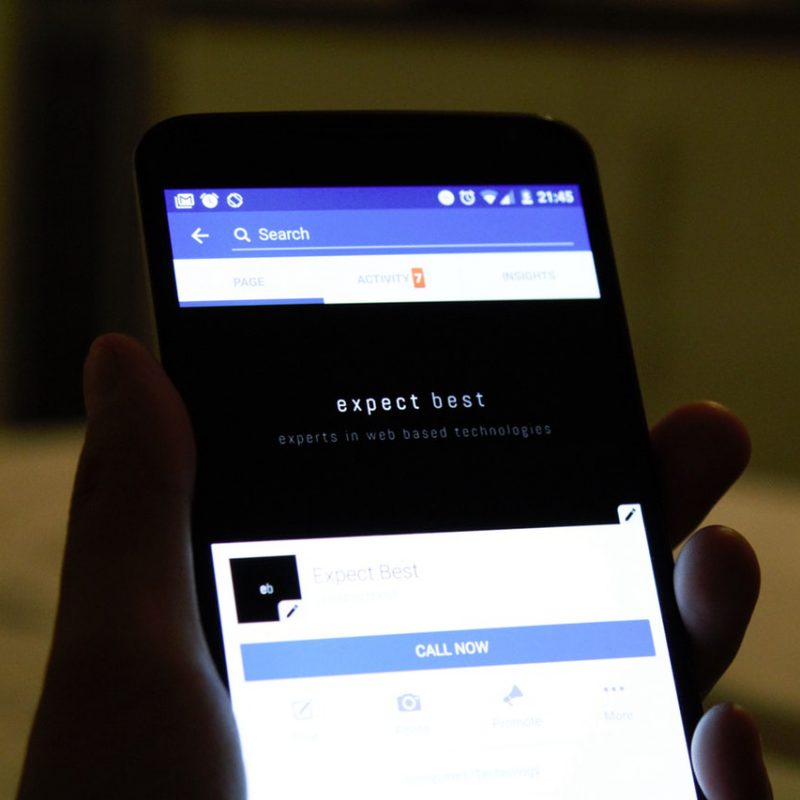 21:45
Search
PAGE
ACTIVITY 7
INSIGHTS
expect best
experts in web based technologies
eb
Expect Best
CALL NOW
Photo
Promote
More